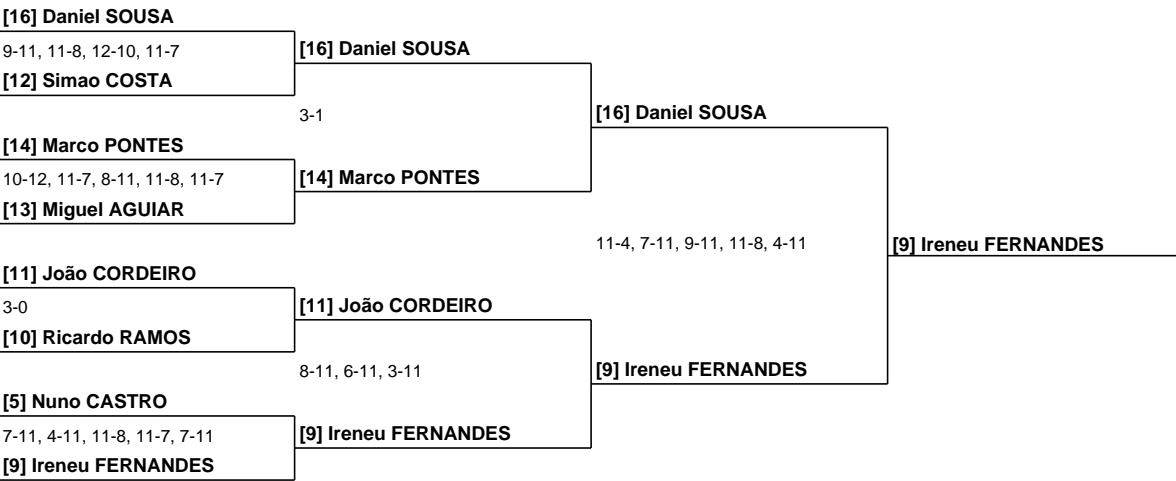 [16] Daniel SOUSA
9-11, 11-8, 12-10, 11-7
[16] Daniel SOUSA
[12] Simao COSTA
3-1
[16] Daniel SOUSA
[14] Marco PONTES
10-12, 11-7, 8-11, 11-8, 11-7
[14] Marco PONTES
[13] Miguel AGUIAR
11-4, 7-11, 9-11, 11-8, 4-11
[9] Ireneu FERNANDES
[11] João CORDEIRO
3-0
[11] João CORDEIRO
[10] Ricardo RAMOS
8-11, 6-11, 3-11
[9] Ireneu FERNANDES
[5] Nuno CASTRO
7-11, 4-11, 11-8, 11-7, 7-11
[9] Ireneu FERNANDES
[9] Ireneu FERNANDES